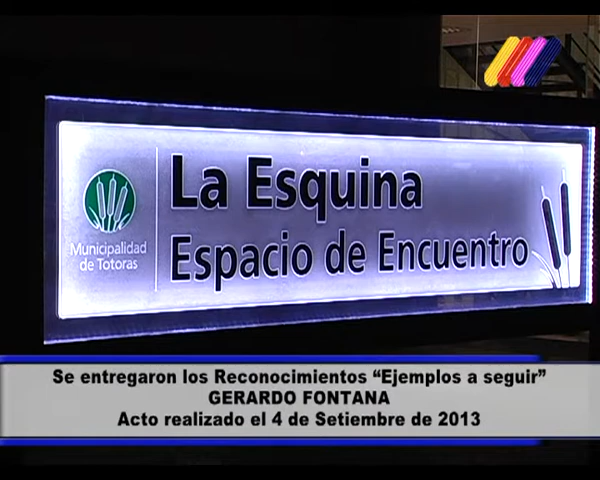 La Esquina
Espacio de Encuentro
Municipalidad
de Totoras
Se entregaron los Reconocimientos “Ejemplos a seguir”
GERARDO FONTANA
Acto realizado el 4 de Setiembre de 2013